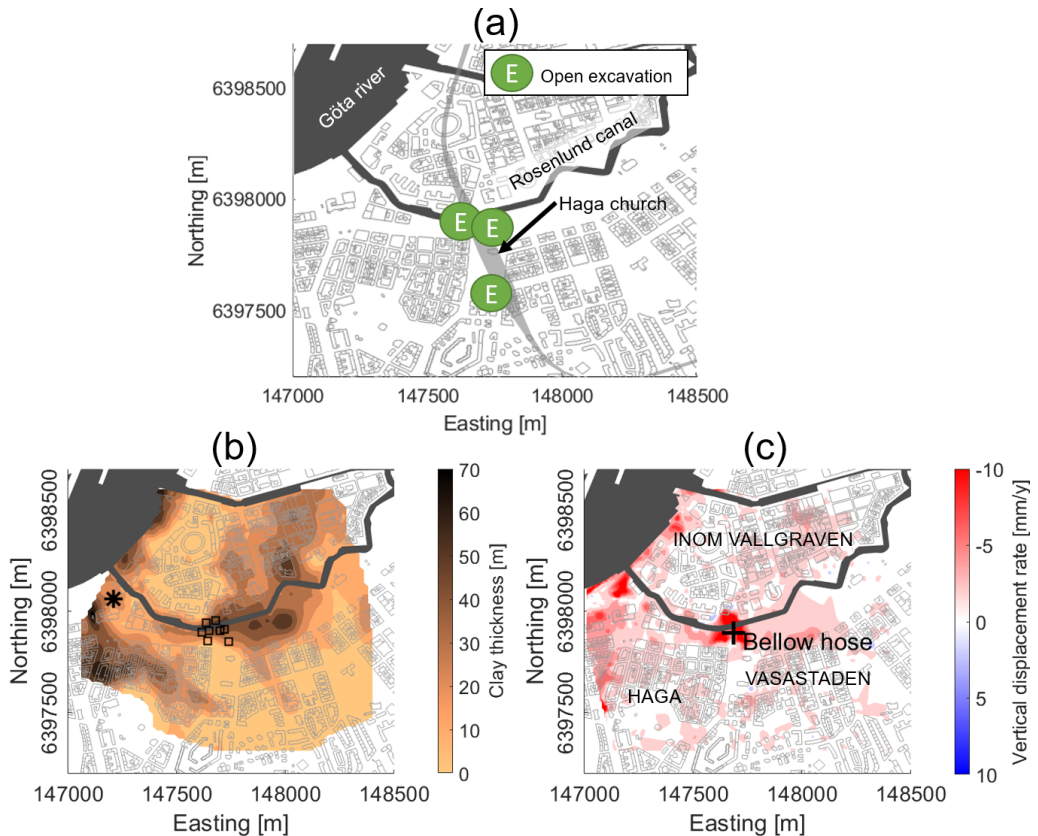 (a)
E Open excavation
Göta river
Rosenlund canal
Haga church
E
E
E
6398500
6398000
6397500
Northing [m]
147000 147500 148000 148500
Easting [m]
(b)
6398500
6398000
6397500
Northing [m]
147000 147500 148000 148500
Easting [m]
70
60
50
40
30
20
10
0
Clay thickness [m]
(c)
INOM VALLGRAVEN
Bellow hose
VASASTADEN
HAGA
6398500
6398000
6397500
Northing [m]
147000 147500 148000 148500
Easting [m]
-10
-5
0
5
10
Vertical displacement rate [mm/y]